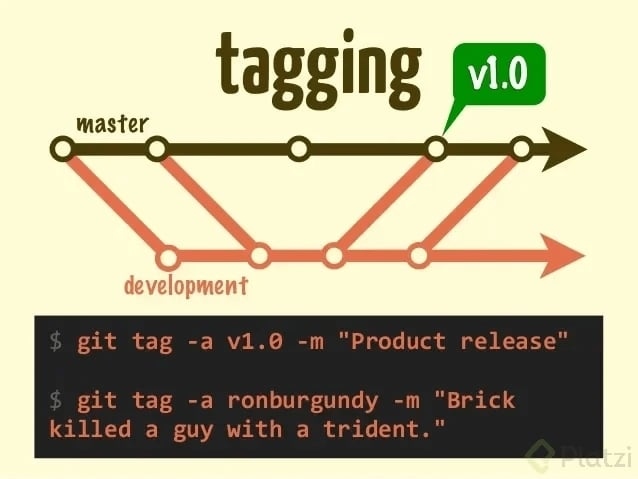 tagging
v1.0
master
development
$ git tag -a v1.0 -m "Product release"
$ git tag -a ronburgundy -m "Brick
killed a guy with a trident."
Platzi